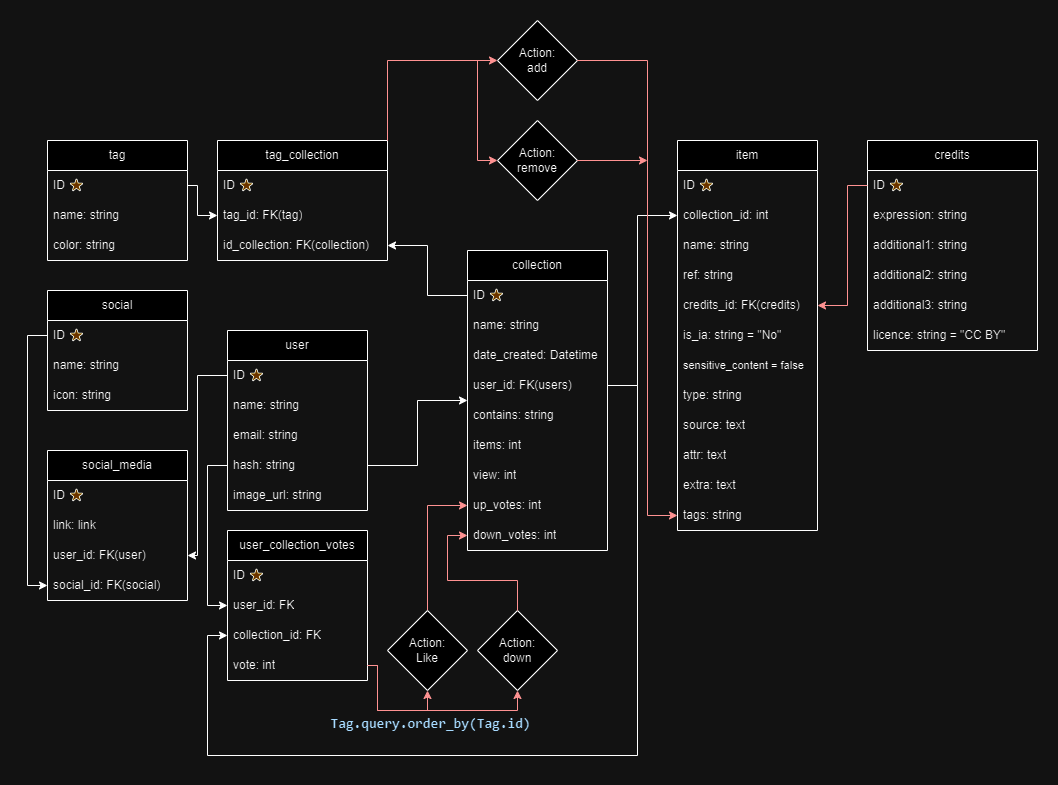 Action:
add
Action:
remove
tag
ID
name: string
color: string
tag_collection
ID
tag_id: FK(tag)
id_collection: FK(collection)
item
ID
collection_id: int
name: string
ref: string
credits_id: FK(credits)
is_ia: string = "No"
sensitive_content = false
type: string
source: text
attr: text
extra: text
tags: string
credits
ID
expression: string
additional1: string
additional2: string
additional3: string
licence: string = "CC BY"
collection
ID
name: string
date_created: Datetime
user_id: FK(users)
contains: string
items: int
view: int
up_votes: int
down_votes: int
social
ID
name: string
icon: string
user
ID
name: string
email: string
hash: string
image_url: string
social_media
ID
link: link
user_id: FK(user)
social_id: FK(social)
user_collection_votes
ID
user_id: FK
collection_id: FK
vote: int
Action:
Like
Action:
down
Tag.query.order_by(Tag.id)